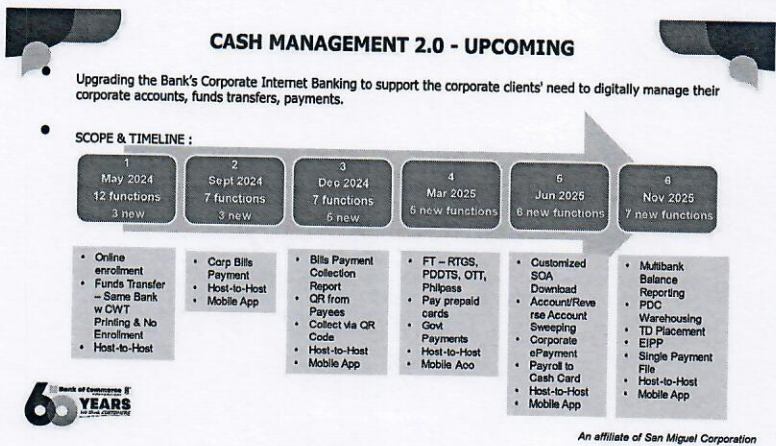 CASH MANAGEMENT 2.0 - UPCOMING
Upgrading the Bank's Corporate Internet Banking to support the corporate clients' need to digitally manage their
corporate accounts, funds transfers, payments.
SCOPE & TIMELINE :
1
May 2024
12 functions
3 new
2
Sept 2024
7 functions
3 new
3
Dec 2024
7 functions
5 new
4
Mar 2025
5 new functions
5
Jun 2025
6 new functions
6
Nov 2025
7 new functions
• Online
enrollment
• Funds Transfer
– Same Bank
w CWT
Printing & No
Enrollment
• Host-to-Host
• Corp Bills
Payment
• Host-to-Host
• Mobile App
• Bills Payment
Collection
Report
• QR from
Payees
• Collect via QR
Code
• Host-to-Host
• Mobile App
• FT – RTGS,
PDDTS, OTT,
Philpass
• Pay prepaid
cards
• Govt
Payments
• Host-to-Host
• Mobile App
• Customized
SOA
Download
• Account/Reve
rse Account
Sweeping
• Corporate
ePayment
• Payroll to
Cash Card
• Host-to-Host
• Mobile App
• Multibank
Balance
Reporting
• PDC
Warehousing
• TD Placement
• EIPP
• Single Payment
File
• Host-to-Host
• Mobile App
Bank of Commerce
60 YEARS
An affiliate of San Miguel Corporation